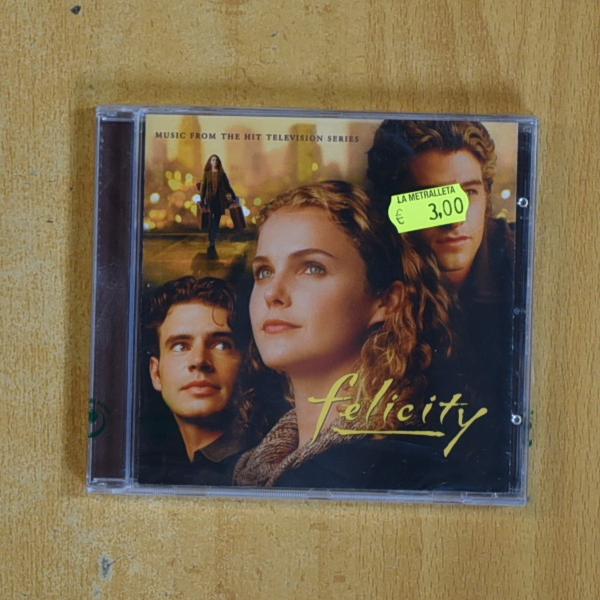 MUSIC FROM THE HIT TELEVISION SERIES
LA METRALLETA
€ 3,00
felicity